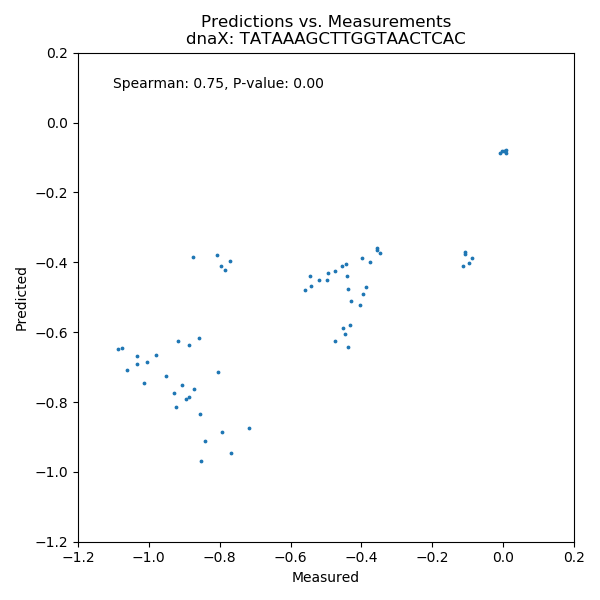 Predictions vs. Measurements
dnaX: TATAAAGCTTGGTAACTCAC
Spearman: 0.75, P-value: 0.00
0.2
0.0
−0.2
−0.4
−0.6
−0.8
−1.0
−1.2
Predicted
−1.2 −1.0 −0.8 −0.6 −0.4 −0.2 0.0 0.2
Measured